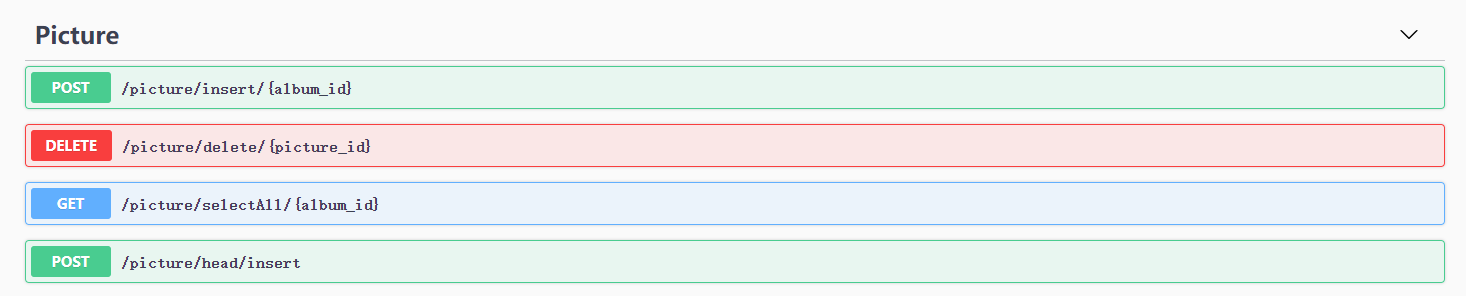 Picture
POST /picture/insert/{album_id}
DELETE /picture/delete/{picture_id}
GET /picture/selectAll/{album_id}
POST /picture/head/insert